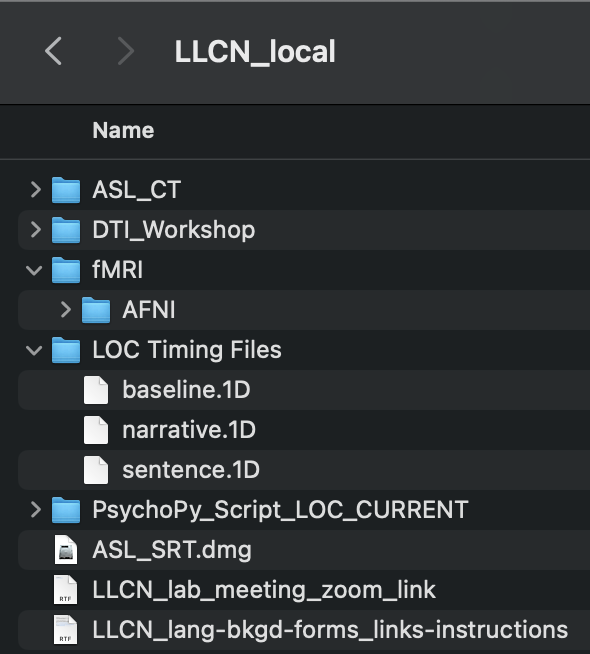 LLCN_local
Name
ASL_CT
DTI_Workshop
fMRI
AFNI
LOC Timing Files
baseline.1D
narrative.1D
sentence.1D
PsychoPy_Script_LOC_CURRENT
ASL_SRT.dmg
RTF LLCN_lab_meeting_zoom_link
RTF LLCN_lang-bkgd-forms_links-instructions